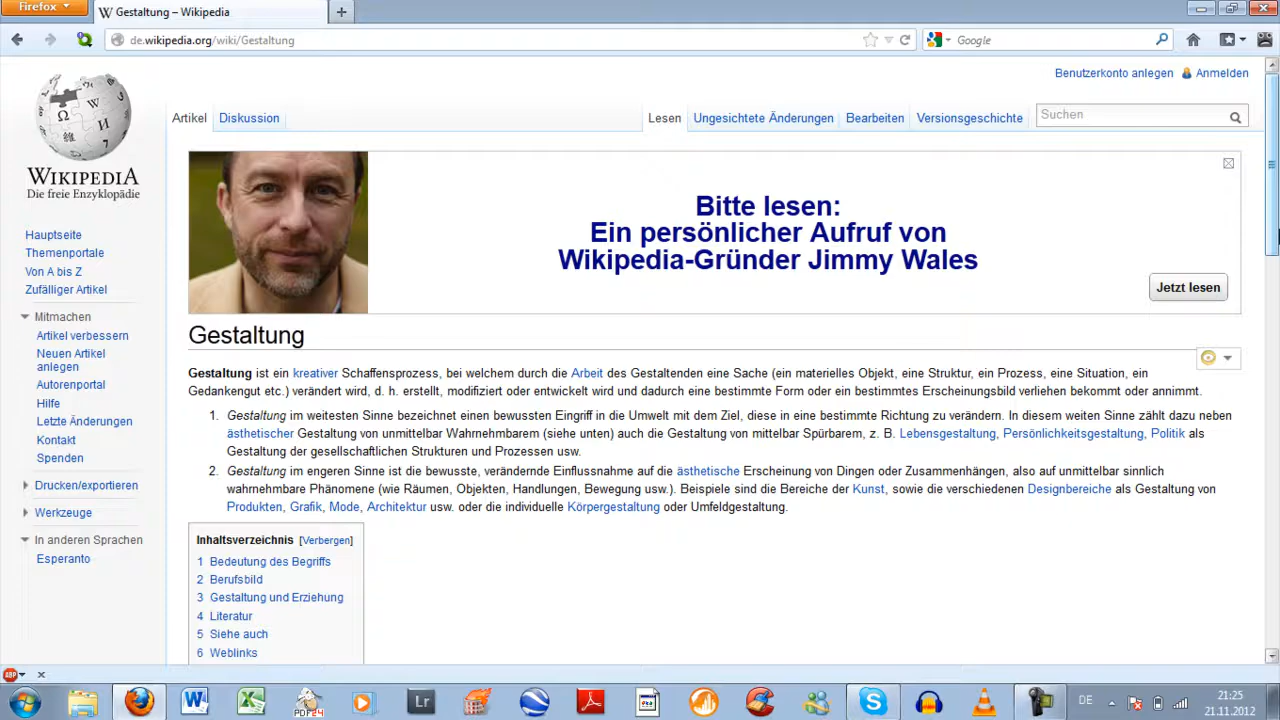 Firefox
Gestaltung – Wikipedia
de.wikipedia.org/wiki/Gestaltung
Google
Benutzerkonto anlegen
Anmelden
Artikel
Diskussion
Lesen
Ungesichtete Änderungen
Bearbeiten
Versionsgeschichte
Suchen
WIKIPEDIA
Die freie Enzyklopädie
Hauptseite
Themenportale
Von A bis Z
Zufälliger Artikel
Mitmachen
Artikel verbessern
Neuen Artikel
anlegen
Autorenportal
Hilfe
Letzte Änderungen
Kontakt
Spenden
Drucken/exportieren
Werkzeuge
In anderen Sprachen
Esperanto
Bitte lesen:
Ein persönlicher Aufruf von
Wikipedia-Gründer Jimmy Wales
Jetzt lesen
Gestaltung
Gestaltung ist ein kreativer Schaffensprozess, bei welchem durch die Arbeit des Gestaltenden eine Sache (ein materielles Objekt, eine Struktur, ein Prozess, eine Situation, ein
Gedankengut etc.) verändert wird, d. h. erstellt, modifiziert oder entwickelt wird und dadurch eine bestimmte Form oder ein bestimmtes Erscheinungsbild verliehen bekommt oder annimmt.
1. Gestaltung im weitesten Sinne bezeichnet einen bewussten Eingriff in die Umwelt mit dem Ziel, diese in eine bestimmte Richtung zu verändern. In diesem weiten Sinne zählt dazu neben
ästhetischer Gestaltung von unmittelbar Wahrnehmbarem (siehe unten) auch die Gestaltung von mittelbar Spürbarem, z. B. Lebensgestaltung, Persönlichkeitsgestaltung, Politik als
Gestaltung der gesellschaftlichen Strukturen und Prozessen usw.
2. Gestaltung im engeren Sinne ist die bewusste, verändernde Einflussnahme auf die ästhetische Erscheinung von Dingen oder Zusammenhängen, also auf unmittelbar sinnlich
wahrnehmbare Phänomene (wie Räumen, Objekten, Handlungen, Bewegung usw.). Beispiele sind die Bereiche der Kunst, sowie die verschiedenen Designbereiche als Gestaltung von
Produkten, Grafik, Mode, Architektur usw. oder die individuelle Körpergestaltung oder Umfeldgestaltung.
Inhaltsverzeichnis [Verbergen]
1 Bedeutung des Begriffs
2 Berufsbild
3 Gestaltung und Erziehung
4 Literatur
5 Siehe auch
6 Weblinks
ABP
PDF24
Lr
DE
21:25
21.11.2012